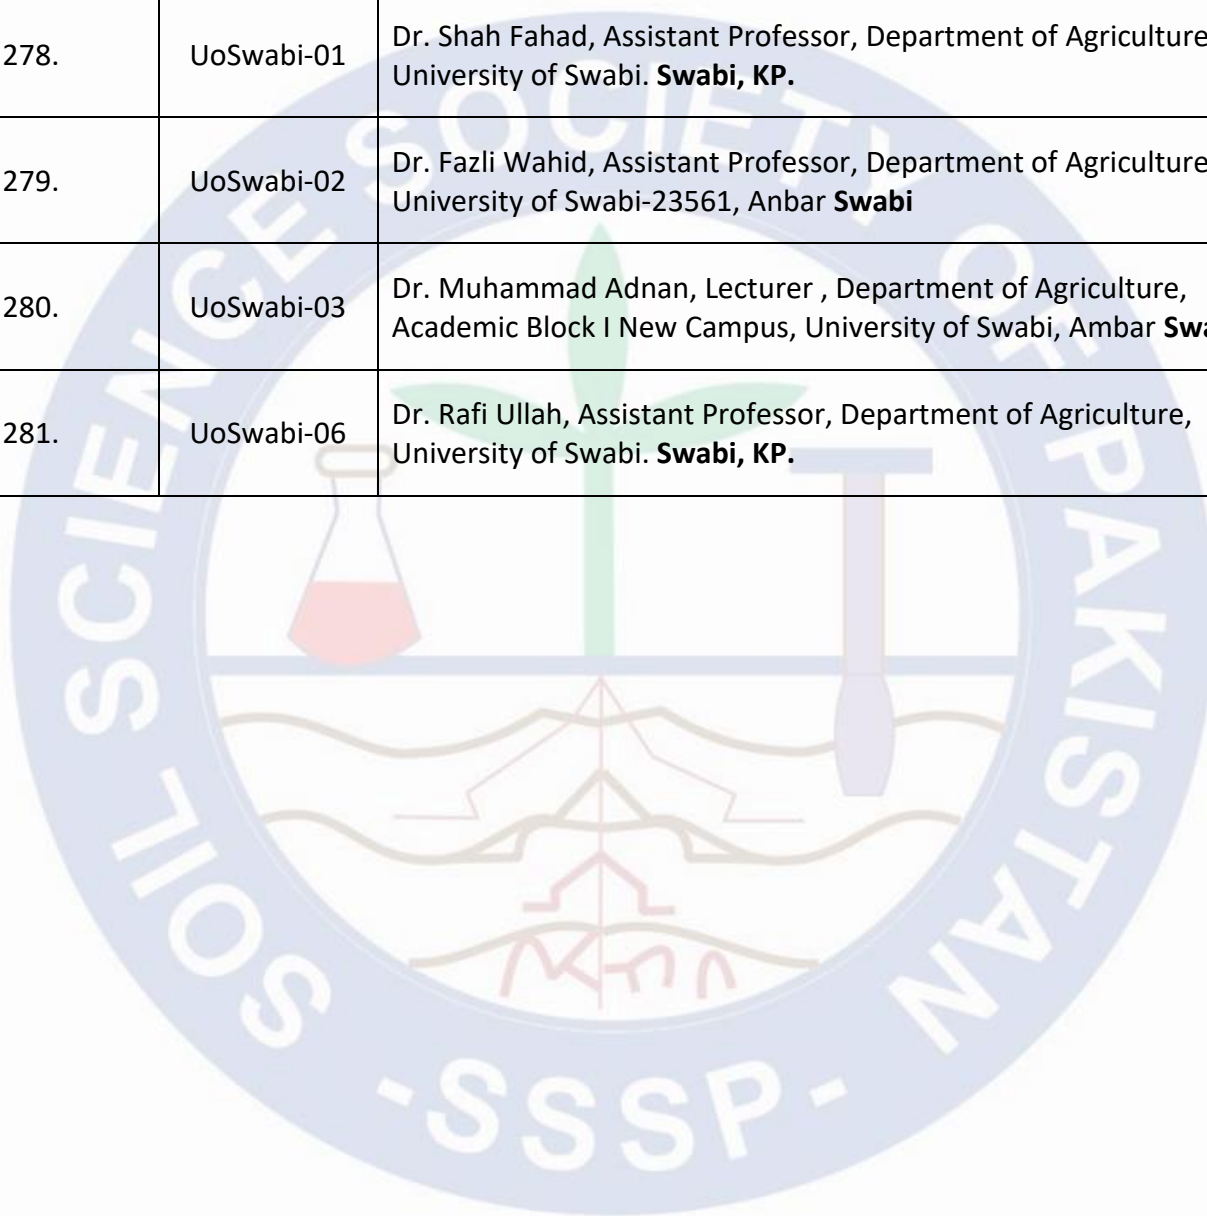 278.
UoSwabi-01
Dr. Shah Fahad, Assistant Professor, Department of Agriculture
University of Swabi. Swabi, KP.
279.
UoSwabi-02
Dr. Fazli Wahid, Assistant Professor, Department of Agriculture
University of Swabi-23561, Anbar Swabi
280.
UoSwabi-03
Dr. Muhammad Adnan, Lecturer , Department of Agriculture,
Academic Block I New Campus, University of Swabi, Ambar
281.
UoSwabi-06
Dr. Rafi Ullah, Assistant Professor, Department of Agriculture,
University of Swabi. Swabi, KP.
SOIL SCIENCE SOCIETY OF PAKISTAN
-SSSP-